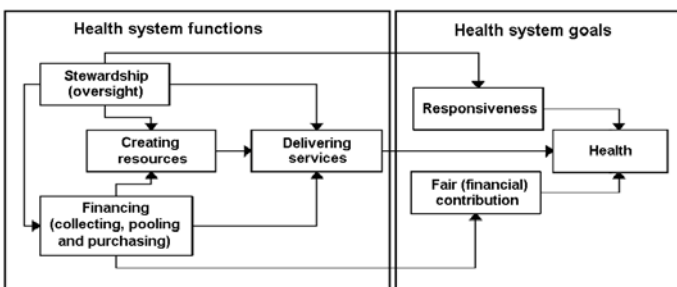 Health system functions
Health system goals
Stewardship
(oversight)
Responsiveness
Creating
resources
Delivering
services
Health
Financing
(collecting, pooling
and purchasing)
Fair (financial)
contribution